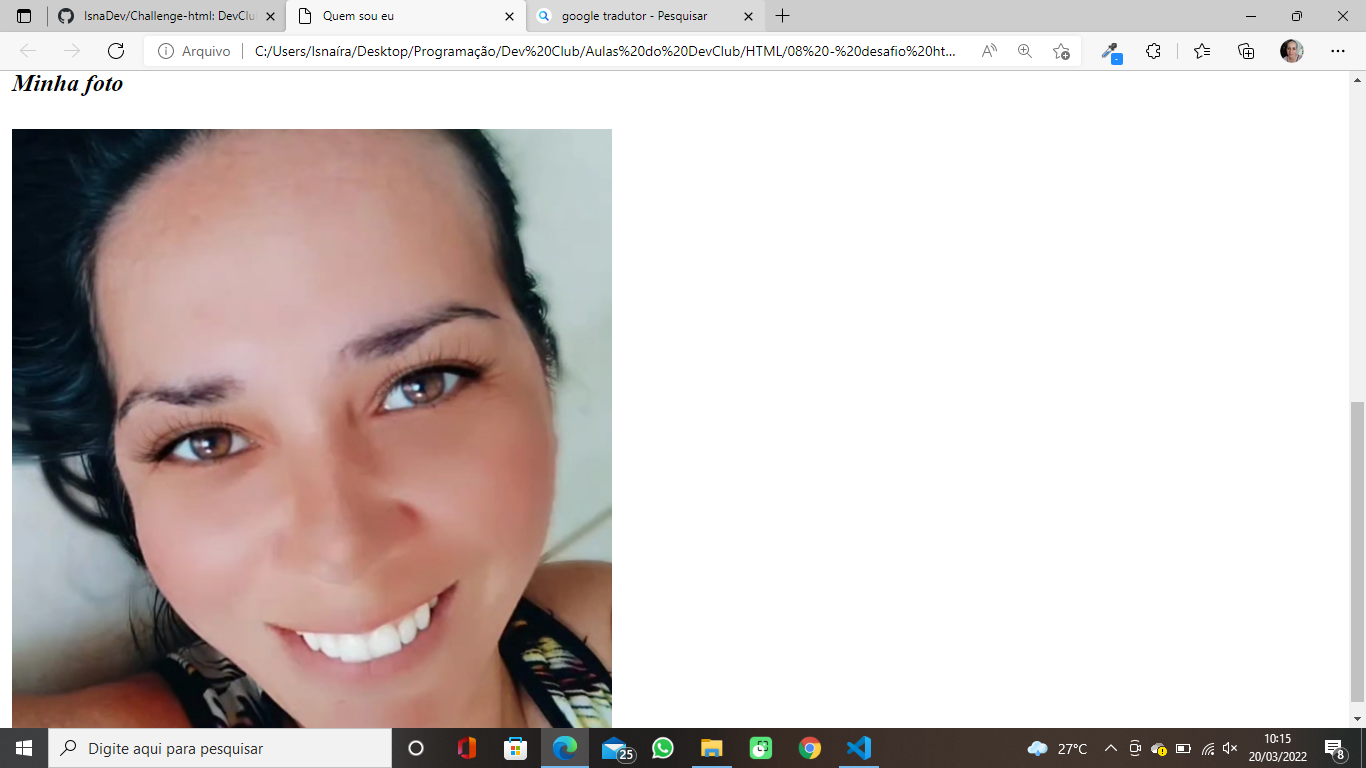 IsnaDev/Challenge-html: DevClu
Quem sou eu
google tradutor - Pesquisar
Arquivo
C:/Users/Isnaíra/Desktop/Programação/Dev%20Club/Aulas%20do%20DevClub/HTML/08%20-%20desafio%20ht...
Minha foto
Digite aqui para pesquisar
25
27°C
10:15
20/03/2022
8